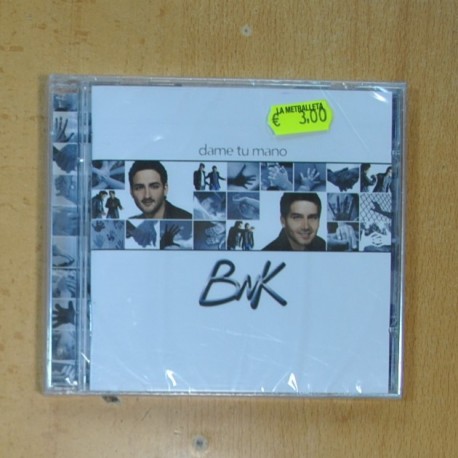 LA METRALLETA
€ 3,00
dame tu mano
BNK